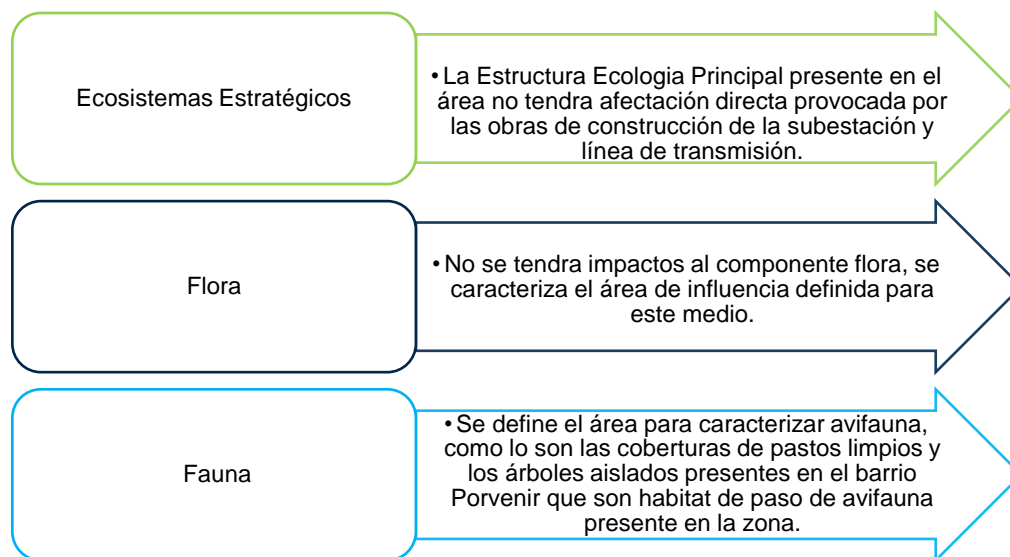 Ecosistemas Estratégicos
• La Estructura Ecologia Principal presente en el
área no tendra afectación directa provocada por
las obras de construcción de la subestación y
línea de transmisión.
Flora
• No se tendra impactos al componente flora, se
caracteriza el área de influencia definida para
este medio.
Fauna
• Se define el área para caracterizar avifauna,
como lo son las coberturas de pastos limpios y
los árboles aislados presentes en el barrio
Porvenir que son habitat de paso de avifauna
presente en la zona.